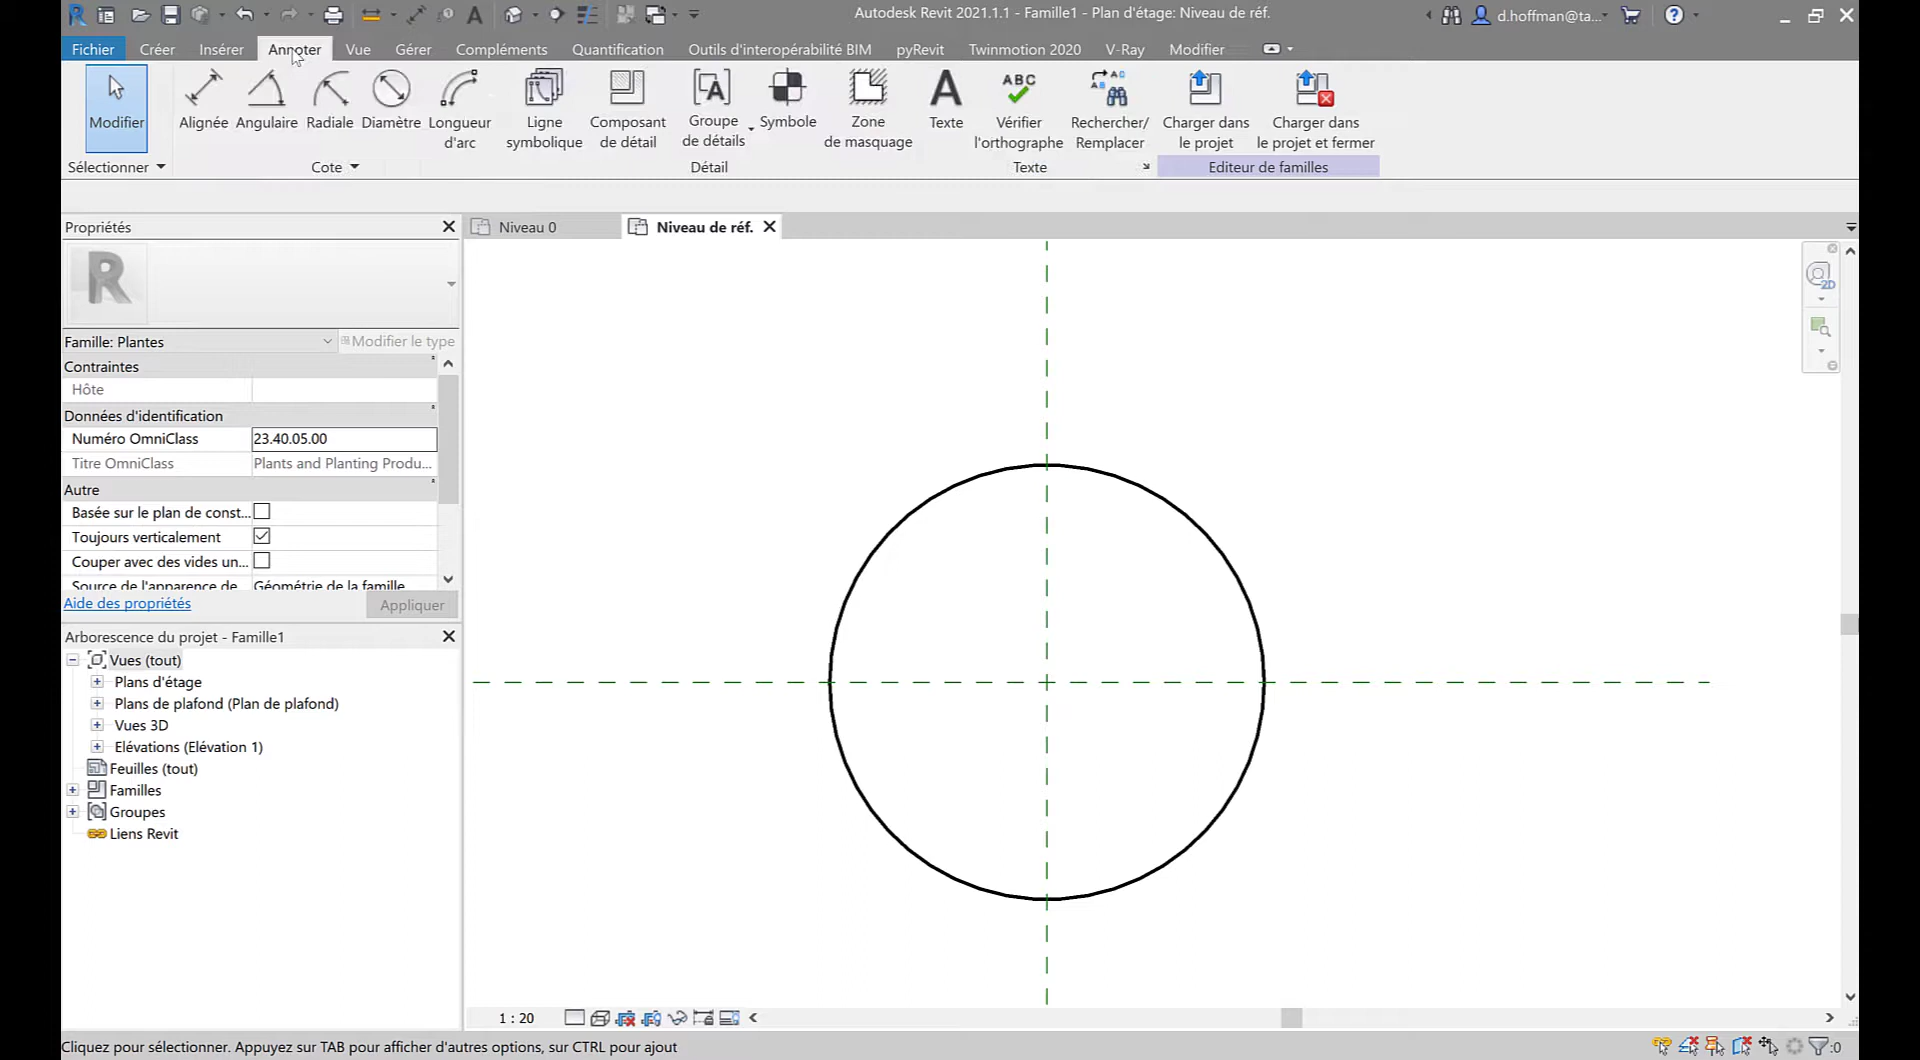 Autodesk Revit 2021.1.1 - Famille1 - Plan d'étage: Niveau de réf.
d.hoffman@ta...
Fichier Créer Insérer Annoter Vue Gérer Compléments Quantification Outils d'interopérabilité BIM pyRevit Twinmotion 2020 V-Ray Modifier
Modifier
Alignée
Angulaire
Radiale
Diamètre
Longueur
d'arc
Ligne
symbolique
Composant
de détail
Groupe
de détails
Symbole
Zone
de masquage
Texte
ABC
Vérifier
l'orthographe
Rechercher/
Remplacer
Charger dans
le projet
Charger dans
le projet et fermer
Sélectionner
Cote
Détail
Texte
Editeur de familles
Propriétés
Niveau 0
Niveau de réf.
2D
Famille: Plantes
Modifier le type
Contraintes
Hôte
Données d'identification
Numéro OmniClass 23.40.05.00
Titre OmniClass Plants and Planting Produ...
Autre
Basée sur le plan de const...
Toujours verticalement
Couper avec des vides un...
Source de l'apparence de Géométrie de la famille
Aide des propriétés
Appliquer
Arborescence du projet - Famille1
Vues (tout)
Plans d'étage
Plans de plafond (Plan de plafond)
Vues 3D
Elévations (Elévation 1)
Feuilles (tout)
Familles
Groupes
Liens Revit
1 : 20
Cliquez pour sélectionner. Appuyez sur TAB pour afficher d'autres options, sur CTRL pour ajout
:0